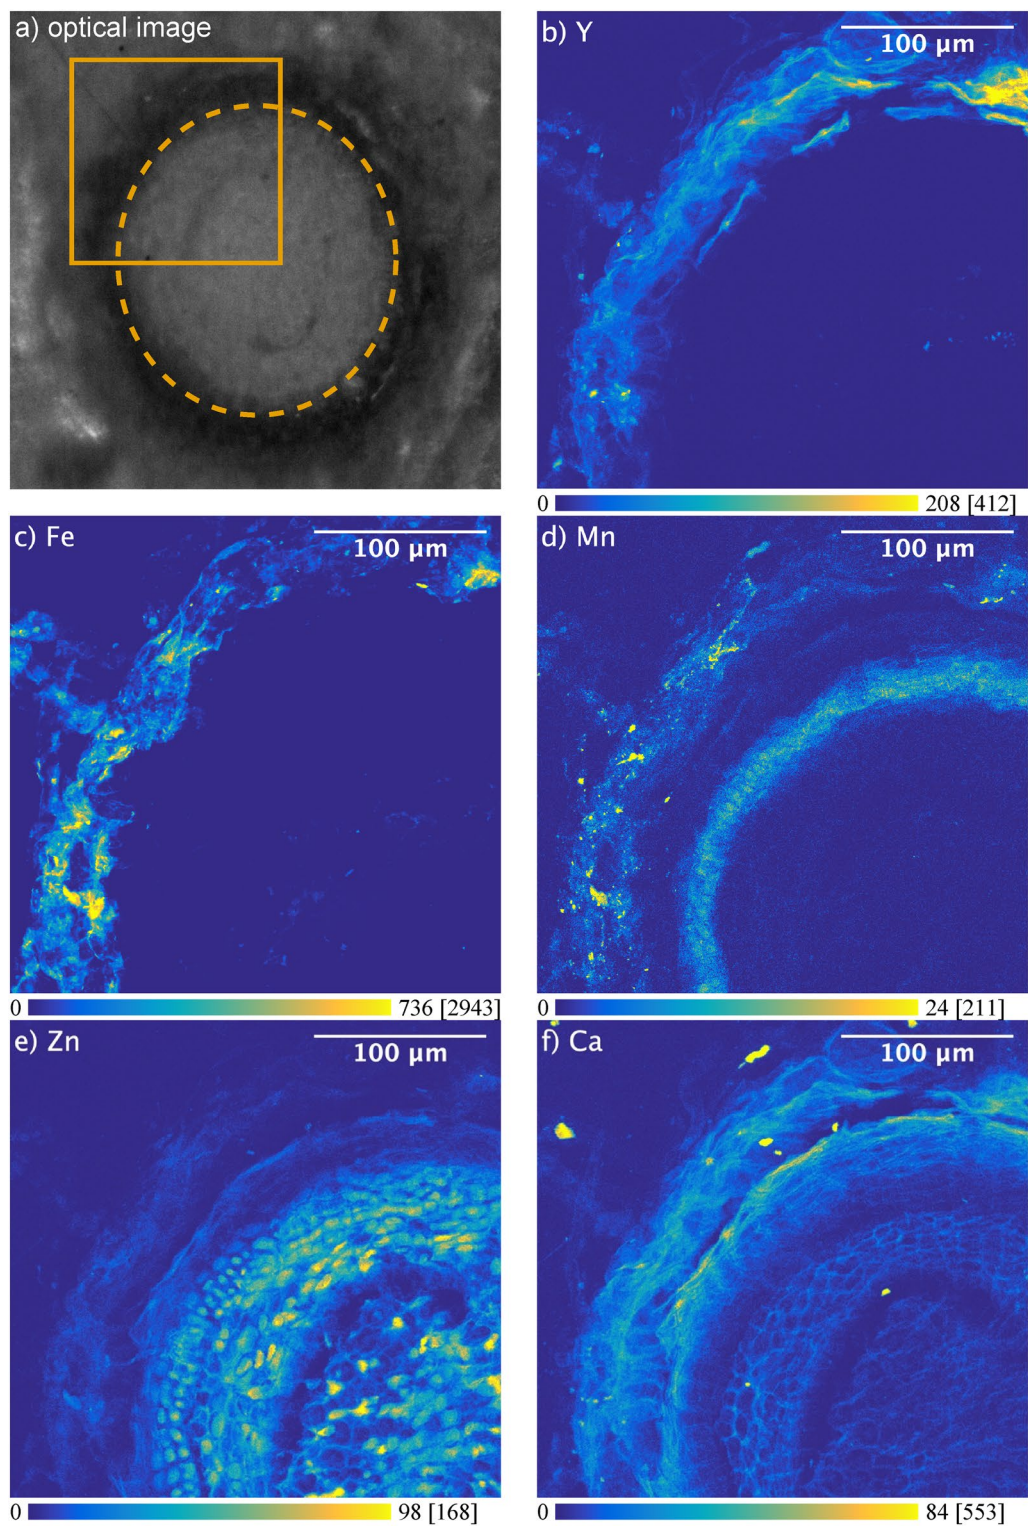 a) optical image
b) Y
100 µm
0 208 [412]
c) Fe
100 µm
0 736 [2943]
d) Mn
100 µm
0 24 [211]
e) Zn
100 µm
0 98 [168]
f) Ca
100 µm
0 84 [553]